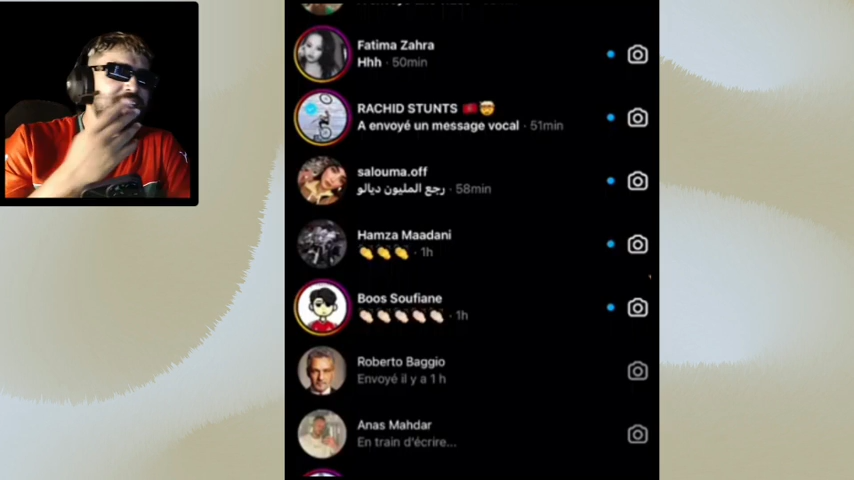 Fatima Zahra
Hhh · 50min
RACHID STUNTS 🇲🇦🤯
A envoyé un message vocal · 51min
salouma.off
رجع المليون ديالو · 58min
Hamza Maadani
👏👏👏 · 1h
Boos Soufiane
👏🏻👏🏻👏🏻👏🏻👏🏻 · 1h
Roberto Baggio
Envoyé il y a 1 h
Anas Mahdar
En train d'écrire...